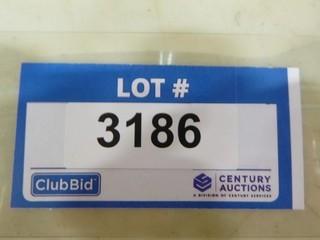 LOT #
3186
ClubBid
CENTURY
AUCTIONS
A DIVISION OF CENTURY SERVICES